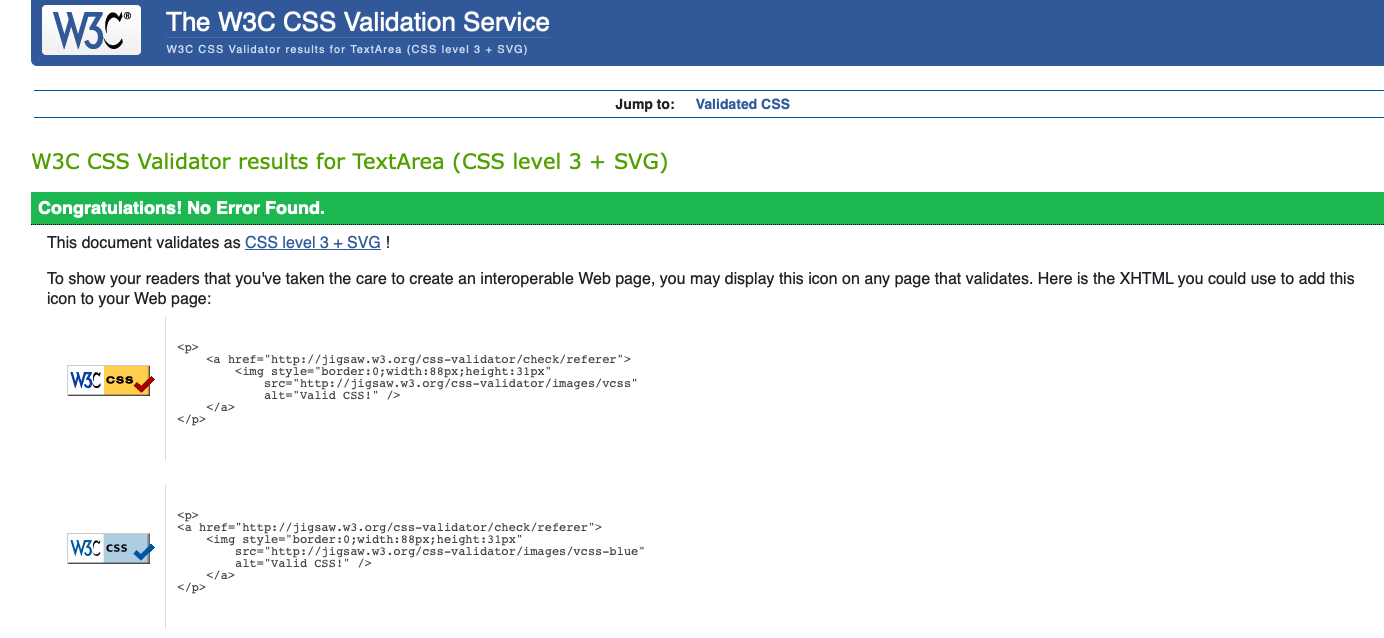 W3C®
The W3C CSS Validation Service
W3C CSS Validator results for TextArea (CSS level 3 + SVG)
Jump to: Validated CSS
W3C CSS Validator results for TextArea (CSS level 3 + SVG)
Congratulations! No Error Found.
This document validates as CSS level 3 + SVG !
To show your readers that you've taken the care to create an interoperable Web page, you may display this icon on any page that validates. Here is the XHTML you could use to add this
icon to your Web page:
W3C css
<p>
    <a href="http://jigsaw.w3.org/css-validator/check/referer">
        <img style="border:0;width:88px;height:31px"
            src="http://jigsaw.w3.org/css-validator/images/vcss"
            alt="Valid CSS!" />
    </a>
</p>
W3C css
<p>
<a href="http://jigsaw.w3.org/css-validator/check/referer">
    <img style="border:0;width:88px;height:31px"
        src="http://jigsaw.w3.org/css-validator/images/vcss-blue"
        alt="Valid CSS!" />
    </a>
</p>